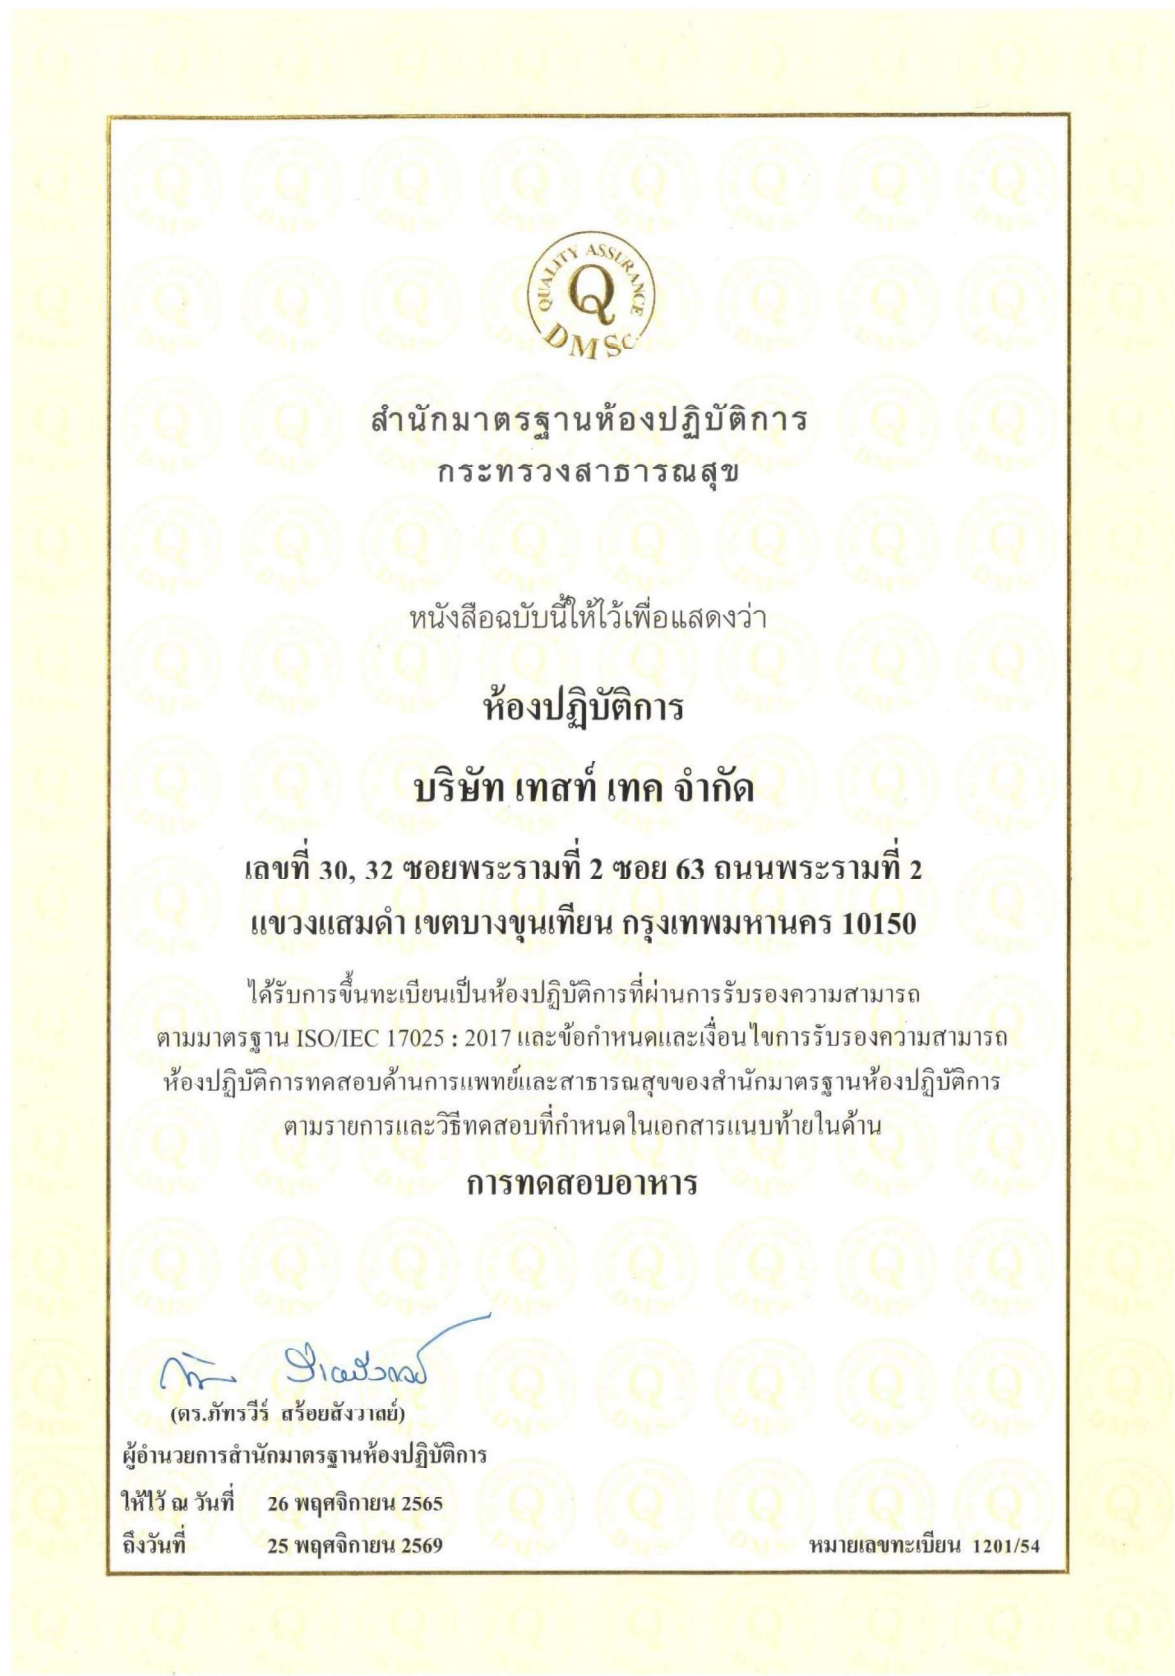 QUALITY ASSURANCE
Q
DMSc
สำนักมาตรฐานห้องปฏิบัติการ
กระทรวงสาธารณสุข
หนังสือฉบับนี้ให้ไว้เพื่อแสดงว่า
ห้องปฏิบัติการ
บริษัท เทสท์ เทค จำกัด
เลขที่ 30, 32 ซอยพระรามที่ 2 ซอย 63 ถนนพระรามที่ 2
แขวงแสมดำ เขตบางขุนเทียน กรุงเทพมหานคร 10150
ได้รับการขึ้นทะเบียนเป็นห้องปฏิบัติการที่ผ่านการรับรองความสามารถ
ตามมาตรฐาน ISO/IEC 17025 : 2017 และข้อกำหนดและเงื่อนไขการรับรองความสามารถ
ห้องปฏิบัติการทดสอบด้านการแพทย์และสาธารณสุขของสำนักมาตรฐานห้องปฏิบัติการ
ตามรายการและวิธีทดสอบที่กำหนดในเอกสารแนบท้ายในด้าน
การทดสอบอาหาร
(ดร.ภัทรวีร์ สร้อยสังวาลย์)
ผู้อำนวยการสำนักมาตรฐานห้องปฏิบัติการ
ให้ไว้ ณ วันที่ 26 พฤศจิกายน 2565
ถึงวันที่ 25 พฤศจิกายน 2569
หมายเลขทะเบียน 1201/54